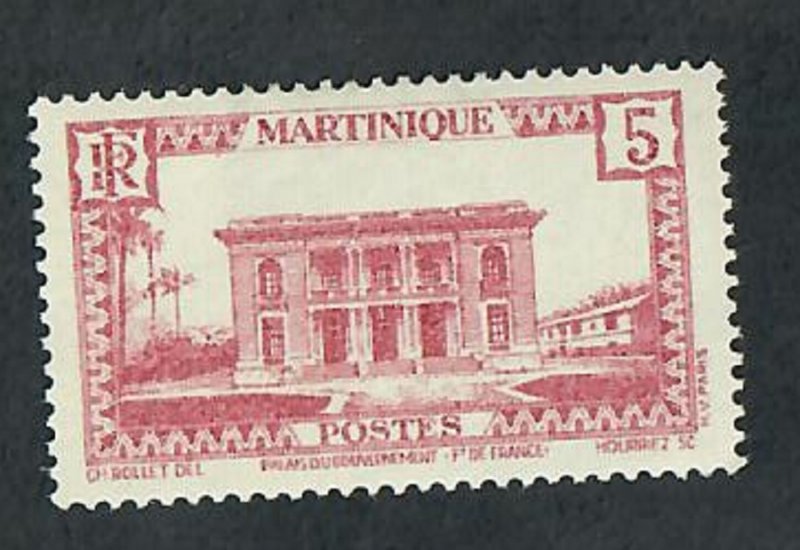 RF MARTINIQUE 5
POSTES
CH. ROLLET DEL PALAIS DU GOUVERNEMENT - FT DE FRANCE - HOURRIEZ SC
H.V. PARIS